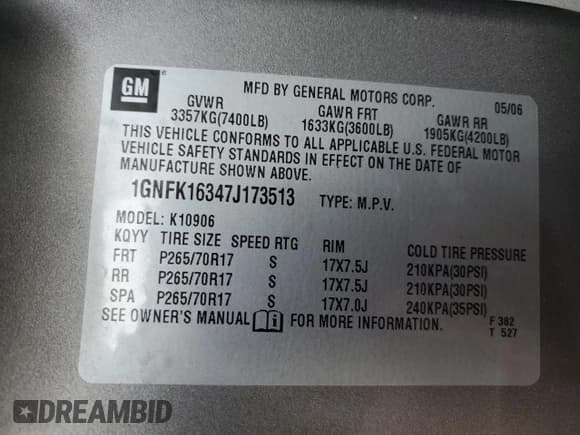 GM
®
MFD BY GENERAL MOTORS CORP. 05/06
GVWR GAWR FRT GAWR RR
3357KG(7400LB) 1633KG(3600LB) 1905KG(4200LB)
THIS VEHICLE CONFORMS TO ALL APPLICABLE U.S. FEDERAL MOTOR
VEHICLE SAFETY STANDARDS IN EFFECT ON THE DATE OF
MANUFACTURE SHOWN ABOVE.
1GNFK16347J173513 TYPE: M.P.V.
MODEL: K10906
KQYY TIRE SIZE SPEED RTG RIM COLD TIRE PRESSURE
FRT P265/70R17 S 17X7.5J 210KPA(30PSI)
RR P265/70R17 S 17X7.5J 210KPA(30PSI)
SPA P265/70R17 S 17X7.0J 240KPA(35PSI)
SEE OWNER'S MANUAL FOR MORE INFORMATION. F 382
T 527
DREAMBID